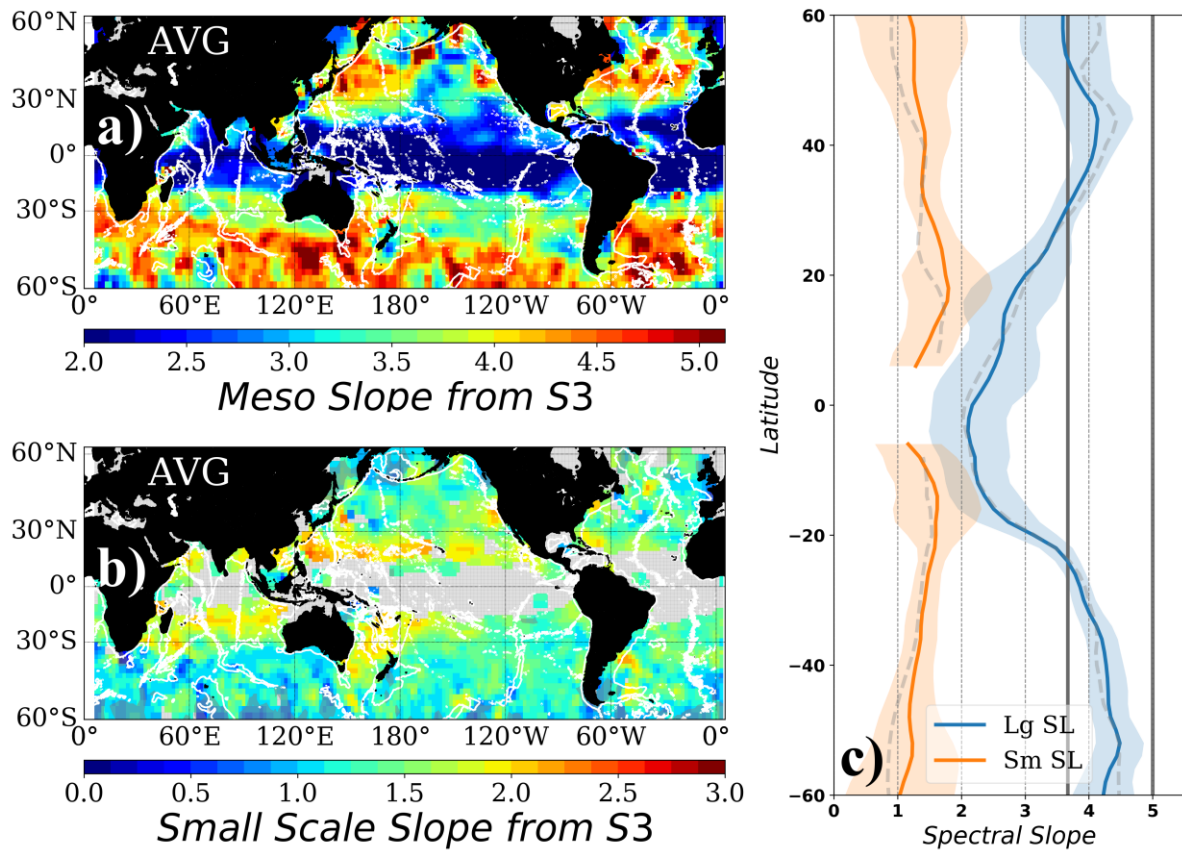 AVG
a)
60°N
30°N
0°
30°S
60°S
0° 60°E 120°E 180° 120°W 60°W 0°
2.0 2.5 3.0 3.5 4.0 4.5 5.0
Meso Slope from S3
AVG
b)
60°N
30°N
0°
30°S
60°S
0° 60°E 120°E 180° 120°W 60°W 0°
0.0 0.5 1.0 1.5 2.0 2.5 3.0
Small Scale Slope from S3
60
40
20
0
−20
−40
−60
Latitude
c)
Lg SL
Sm SL
0 1 2 3 4 5
Spectral Slope